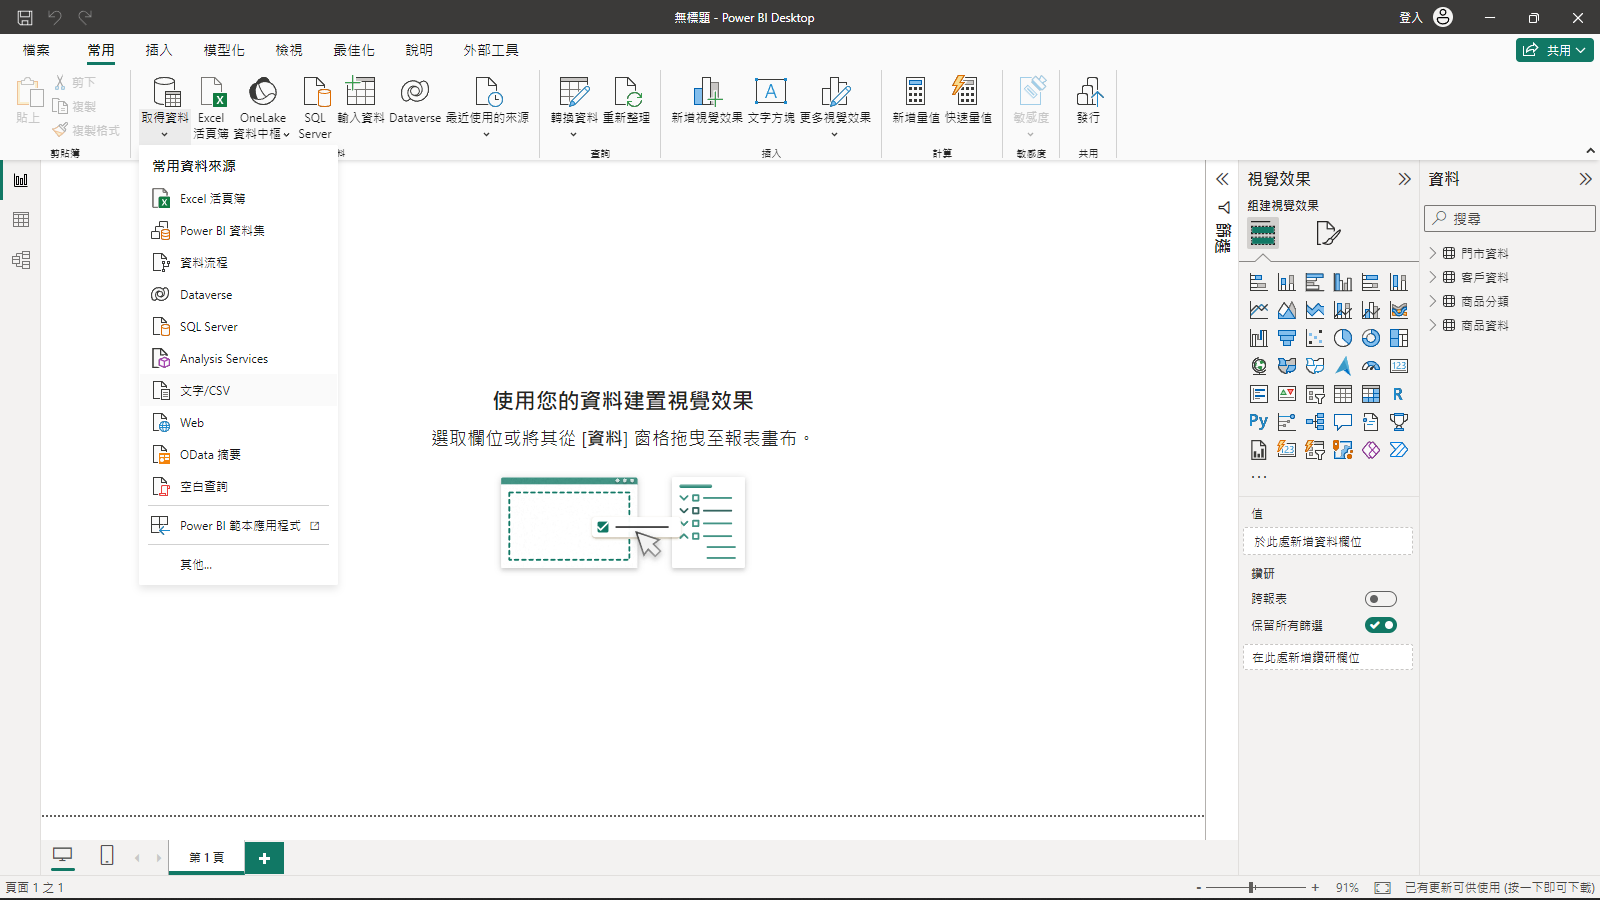 無標題 - Power BI Desktop
登入
檔案
常用
插入
模型化
檢視
最佳化
說明
外部工具
共用
貼上
剪下
複製
複製格式
剪貼簿
取得資料
Excel
活頁簿
OneLake
資料中樞
SQL
Server
輸入資料
Dataverse
最近使用的來源
料
轉換資料
重新整理
查詢
新增視覺效果
文字方塊
更多視覺效果
插入
新增量值
快速量值
計算
敏感度
敏感度
發行
共用
常用資料來源
Excel 活頁簿
Power BI 資料集
資料流程
Dataverse
SQL Server
Analysis Services
文字/CSV
Web
OData 摘要
空白查詢
Power BI 範本應用程式
其他...
使用您的資料建置視覺效果
選取欄位或將其從 [資料] 窗格拖曳至報表畫布。
篩選
視覺效果
組建視覺效果
123
R
Py
123
...
值
於此處新增資料欄位
鑽研
跨報表
保留所有篩選
在此處新增鑽研欄位
資料
搜尋
門市資料
客戶資料
商品分類
商品資料
第 1 頁
頁面 1 之 1
- + 91%
已有更新可供使用 (按一下即可下載)